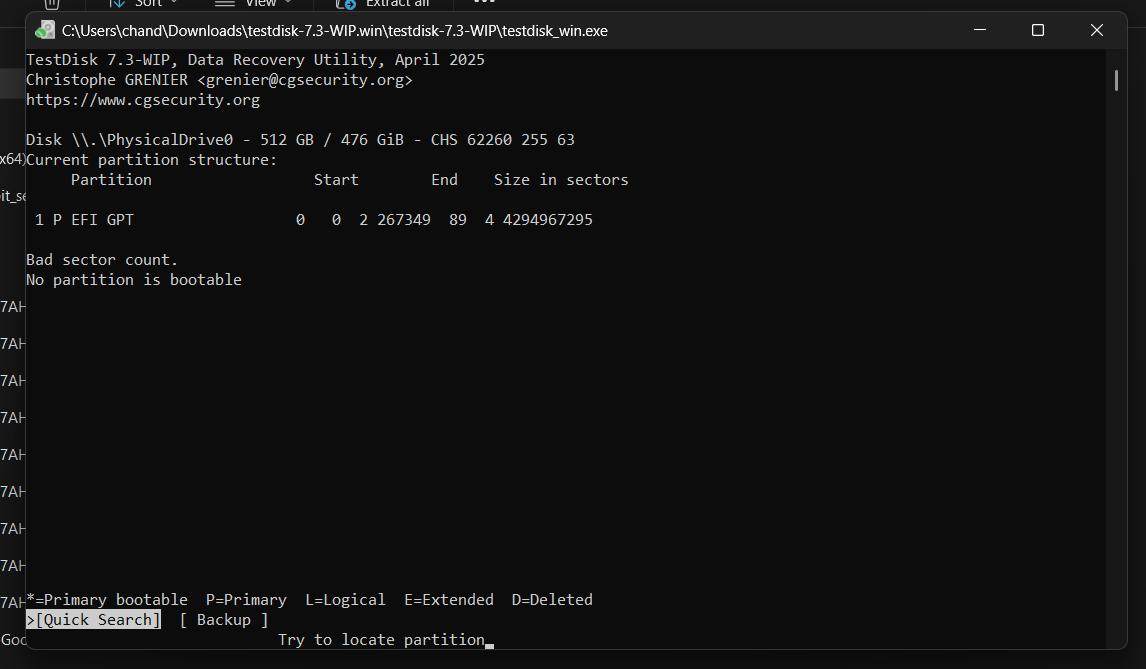 Sort
View
Extract all
C:\Users\chand\Downloads\testdisk-7.3-WIP.win\testdisk-7.3-WIP\testdisk_win.exe
TestDisk 7.3-WIP, Data Recovery Utility, April 2025
Christophe GRENIER <grenier@cgsecurity.org>
https://www.cgsecurity.org
Disk \\.\PhysicalDrive0 - 512 GB / 476 GiB - CHS 62260 255 63
x64)
Current partition structure:
Partition Start End Size in sectors
it_se
1 P EFI GPT 0 0 2 267349 89 4 4294967295
Bad sector count.
No partition is bootable
7AH
7AH
7AH
7AH
7AH
7AH
7AH
7AH
7AH
*=Primary bootable P=Primary L=Logical E=Extended D=Deleted
>[Quick Search] [ Backup ]
Goo
Try to locate partition